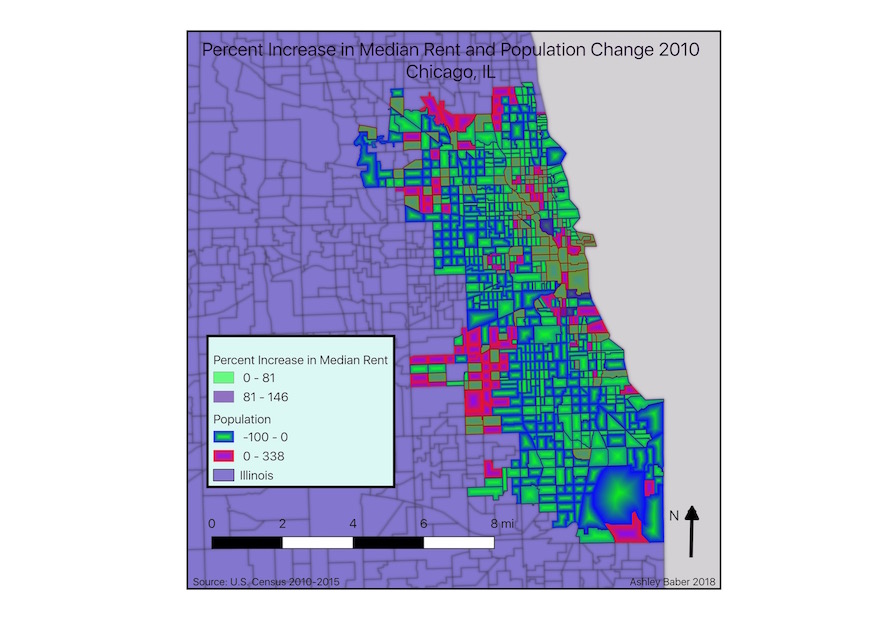 Percent Increase in Median Rent and Population Change 2010
Chicago, IL
Percent Increase in Median Rent
0 - 81
81 - 146
Population
-100 - 0
0 - 338
Illinois
0 2 4 6 8 mi
N
Source: U.S. Census 2010-2015
Ashley Baber 2018